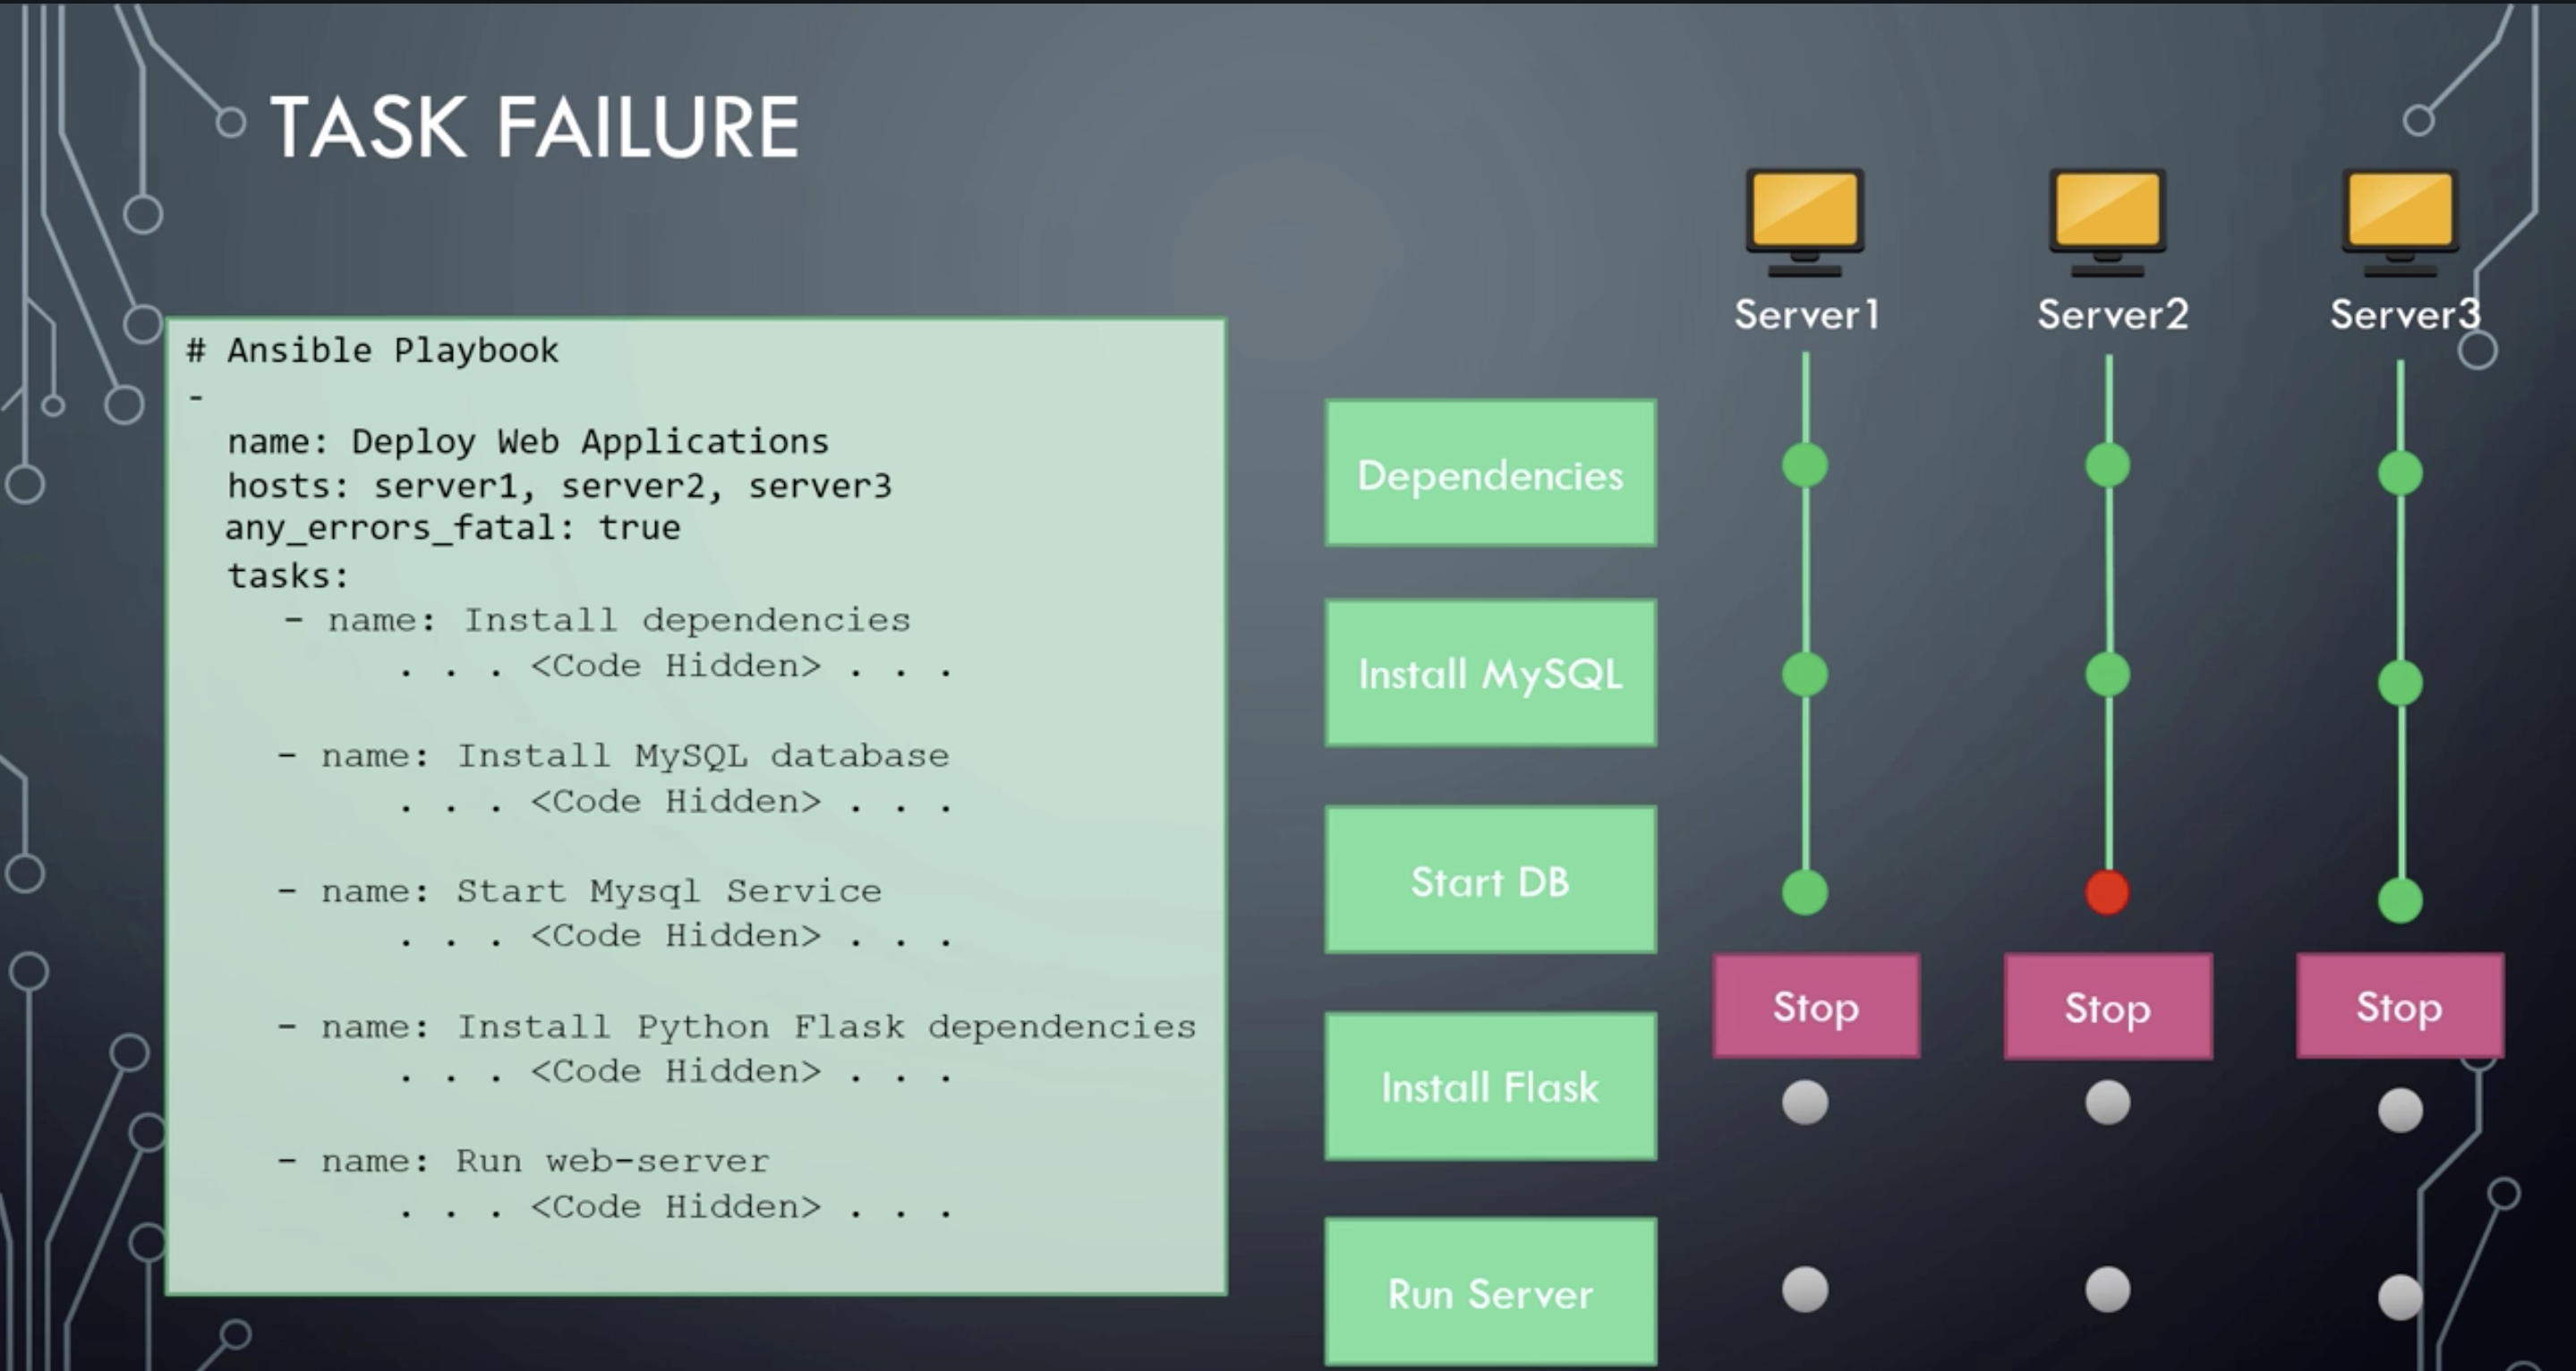 TASK FAILURE
# Ansible Playbook
-
name: Deploy Web Applications
hosts: server1, server2, server3
any_errors_fatal: true
tasks:
- name: Install dependencies
. . . <Code Hidden> . . .
- name: Install MySQL database
. . . <Code Hidden> . . .
- name: Start Mysql Service
. . . <Code Hidden> . . .
- name: Install Python Flask dependencies
. . . <Code Hidden> . . .
- name: Run web-server
. . . <Code Hidden> . . .
Server1 Server2 Server3
Dependencies
Install MySQL
Start DB
Stop Stop Stop
Install Flask
Run Server